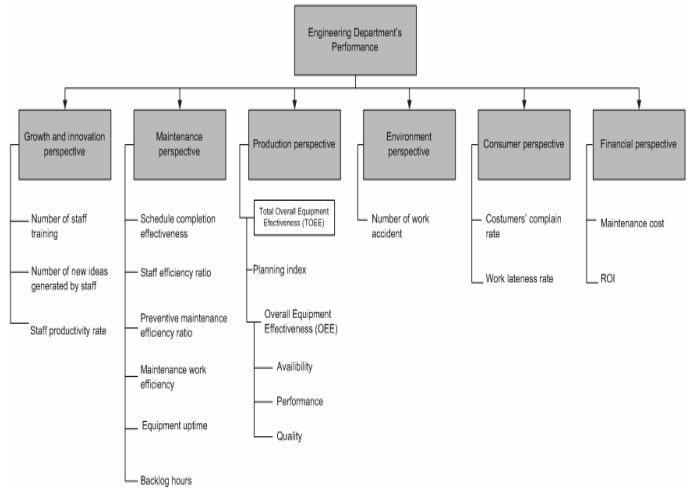 Engineering Department's
Performance
Growth and innovation
perspective
Number of staff
training
Number of new ideas
generated by staff
Staff productivity rate
Maintenance
perspective
Schedule completion
effectiveness
Staff efficiency ratio
Preventive maintenance
efficiency ratio
Maintenance work
efficiency
Equipment uptime
Backlog hours
Production perspective
Total Overall Equipment
Efectiveness (TOEE)
Planning index
Overall Equipment
Effectiveness (OEE)
Availibility
Performance
Quality
Environment
perspective
Number of work
accident
Consumer perspective
Costumers' complain
rate
Work lateness rate
Financial perspective
Maintenance cost
ROI